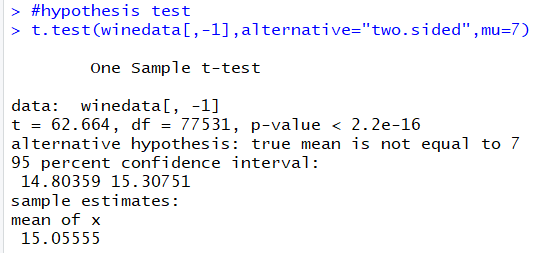 > #hypothesis test
> t.test(winedata[,-1],alternative="two.sided",mu=7)
One Sample t-test
data:  winedata[, -1]
t = 62.664, df = 77531, p-value < 2.2e-16
alternative hypothesis: true mean is not equal to 7
95 percent confidence interval:
14.80359 15.30751
sample estimates:
mean of x
15.05555